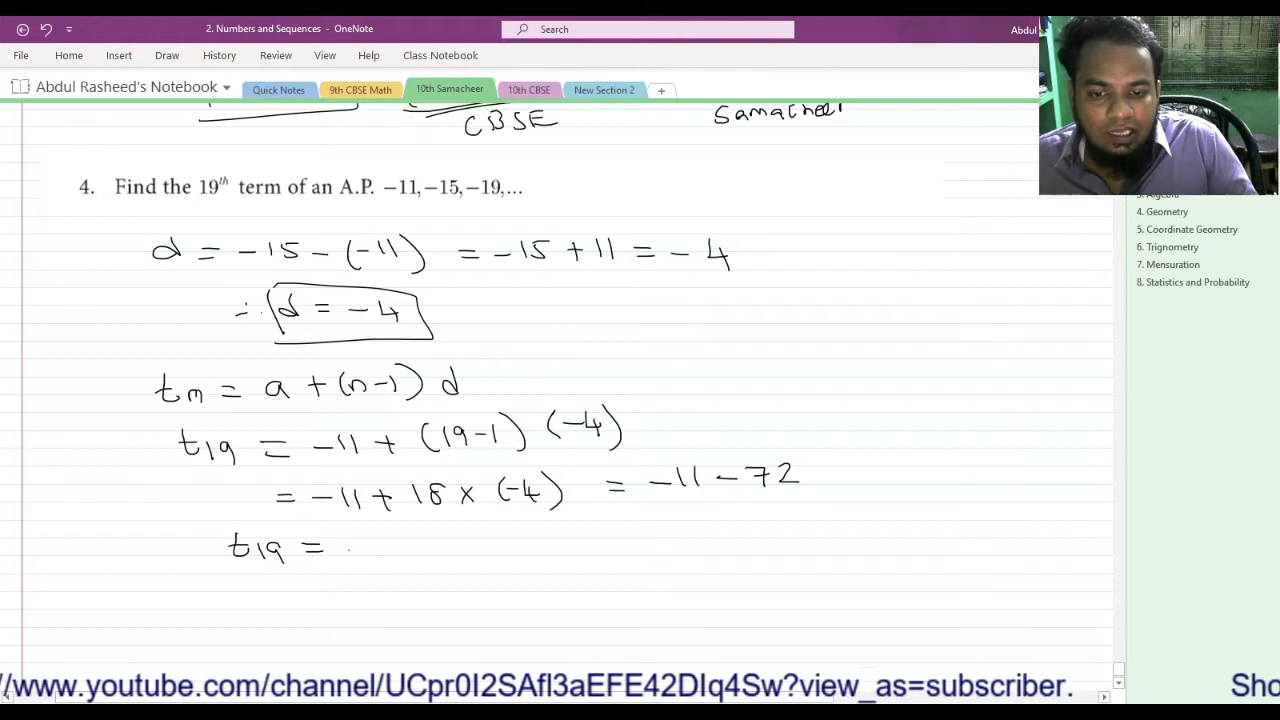 2. Numbers and Sequences - OneNote
Search
Abdul
File Home Insert Draw History Review View Help Class Notebook
Abdul Rasheed's Notebook Quick Notes 9th CBSE Math 10th Samacheer 10th CBSE New Section 2 +
CBSE
Samacheer
4. Find the 19th term of an A.P. −11,−15,−19,...
d = -15 - (-11) = -15 + 11 = - 4
∴ d = -4
tn = a + (n-1) d
t19 = -11 + (19-1) (-4)
= -11 + 18 × (-4) = -11 - 72
t19 =
3. Algebra
4. Geometry
5. Coordinate Geometry
6. Trignometry
7. Mensuration
8. Statistics and Probability
//www.youtube.com/channel/UCpr0I2SAfl3aEFE42DIq4Sw?view_as=subscriber. Sho